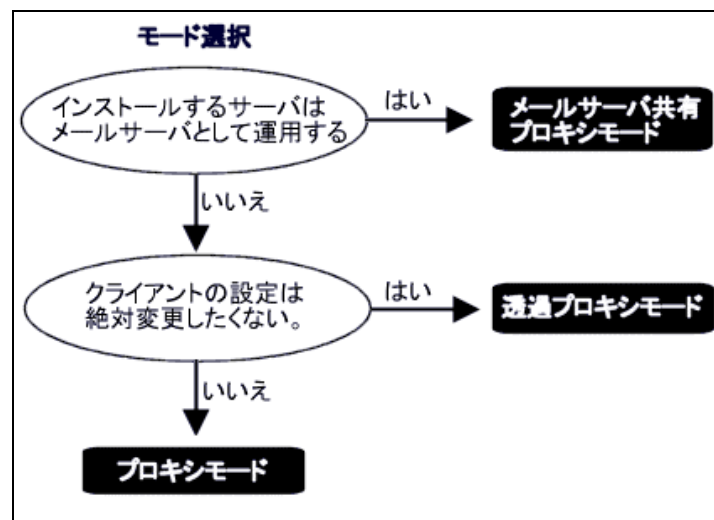 モード選択
インストールするサーバは
メールサーバとして運用する
はい
メールサーバ共有
プロキシモード
いいえ
クライアントの設定は
絶対変更したくない。
はい
透過プロキシモード
いいえ
プロキシモード